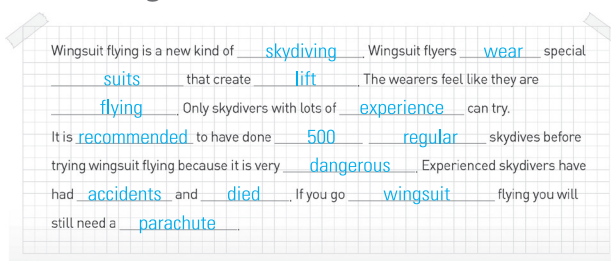 Wingsuit flying is a new kind of skydiving. Wingsuit flyers wear special
suits that create lift. The wearers feel like they are
flying. Only skydivers with lots of experience can try.
It is recommended to have done 500 regular skydives before
trying wingsuit flying because it is very dangerous. Experienced skydivers have
had accidents and died. If you go wingsuit flying you will
still need a parachute.